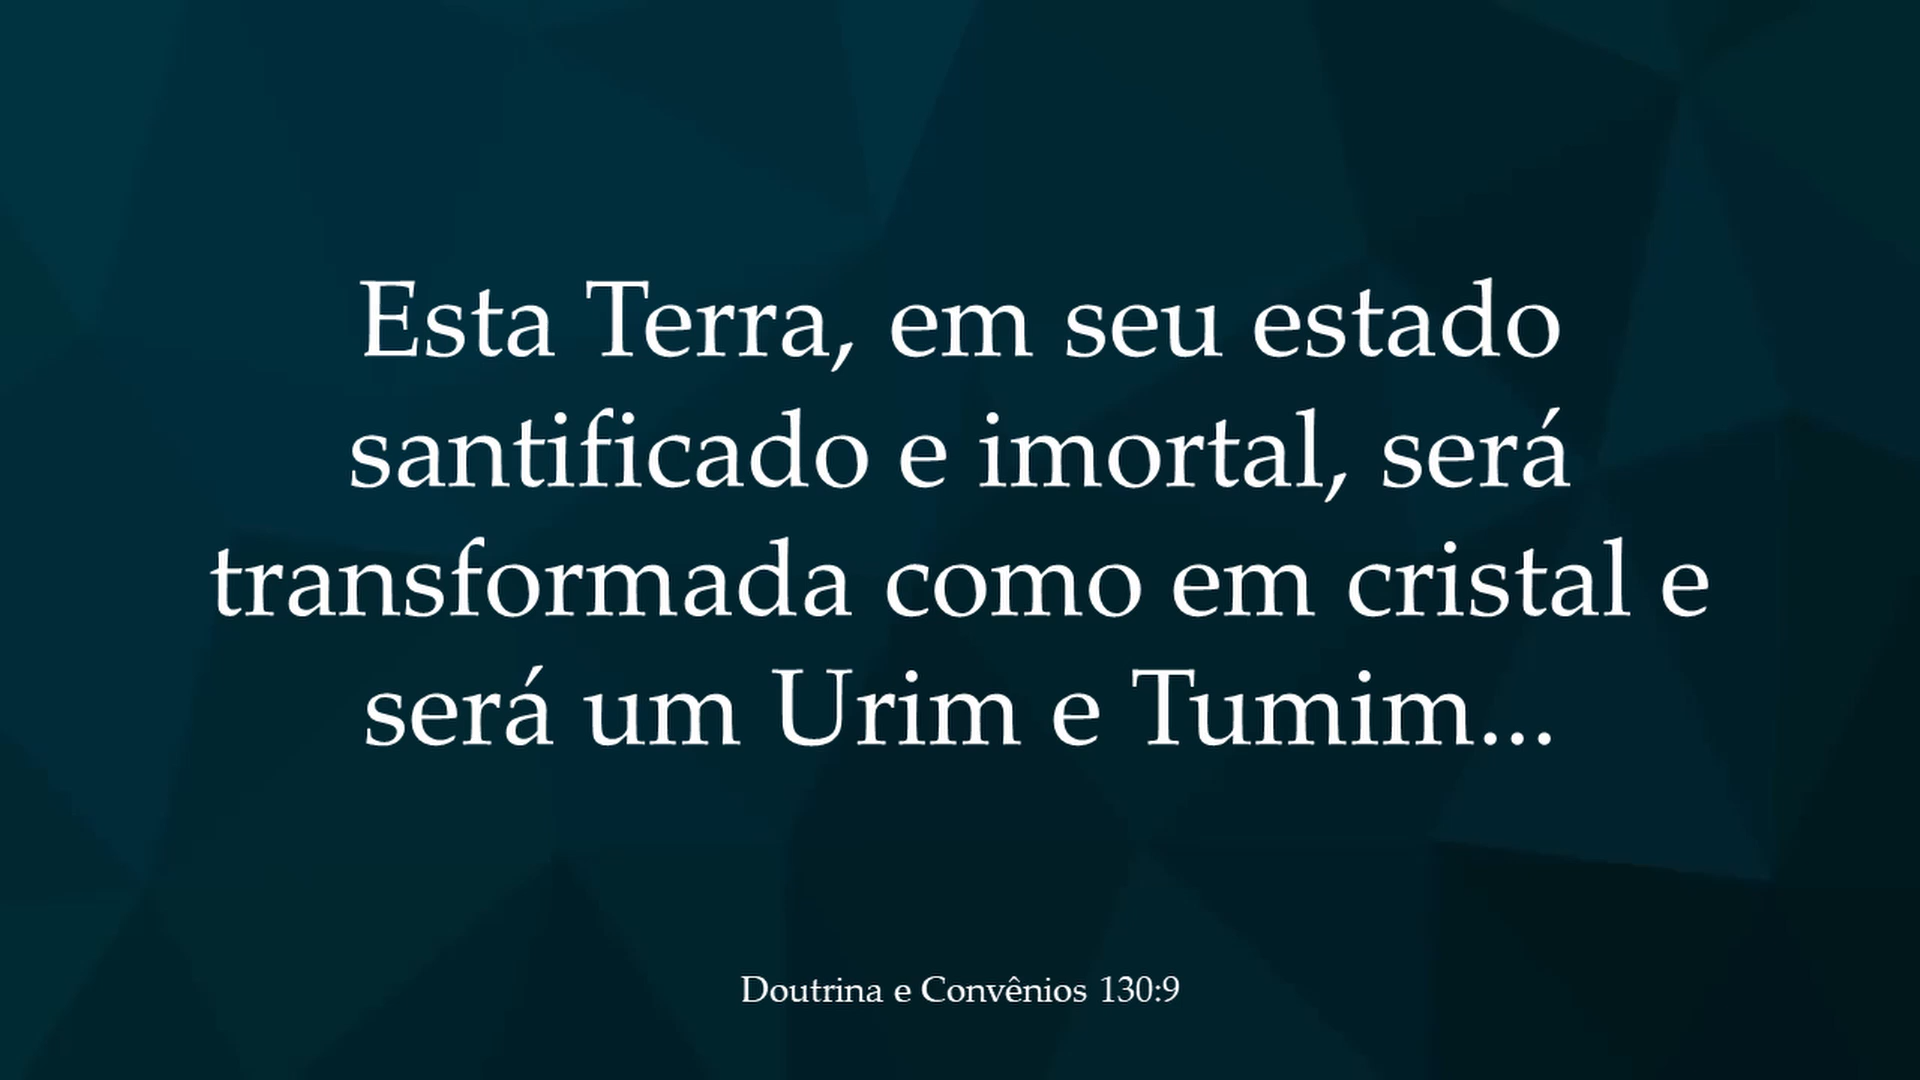 Esta Terra, em seu estado
santificado e imortal, será
transformada como em cristal e
será um Urim e Tumim...
Doutrina e Convênios 130:9